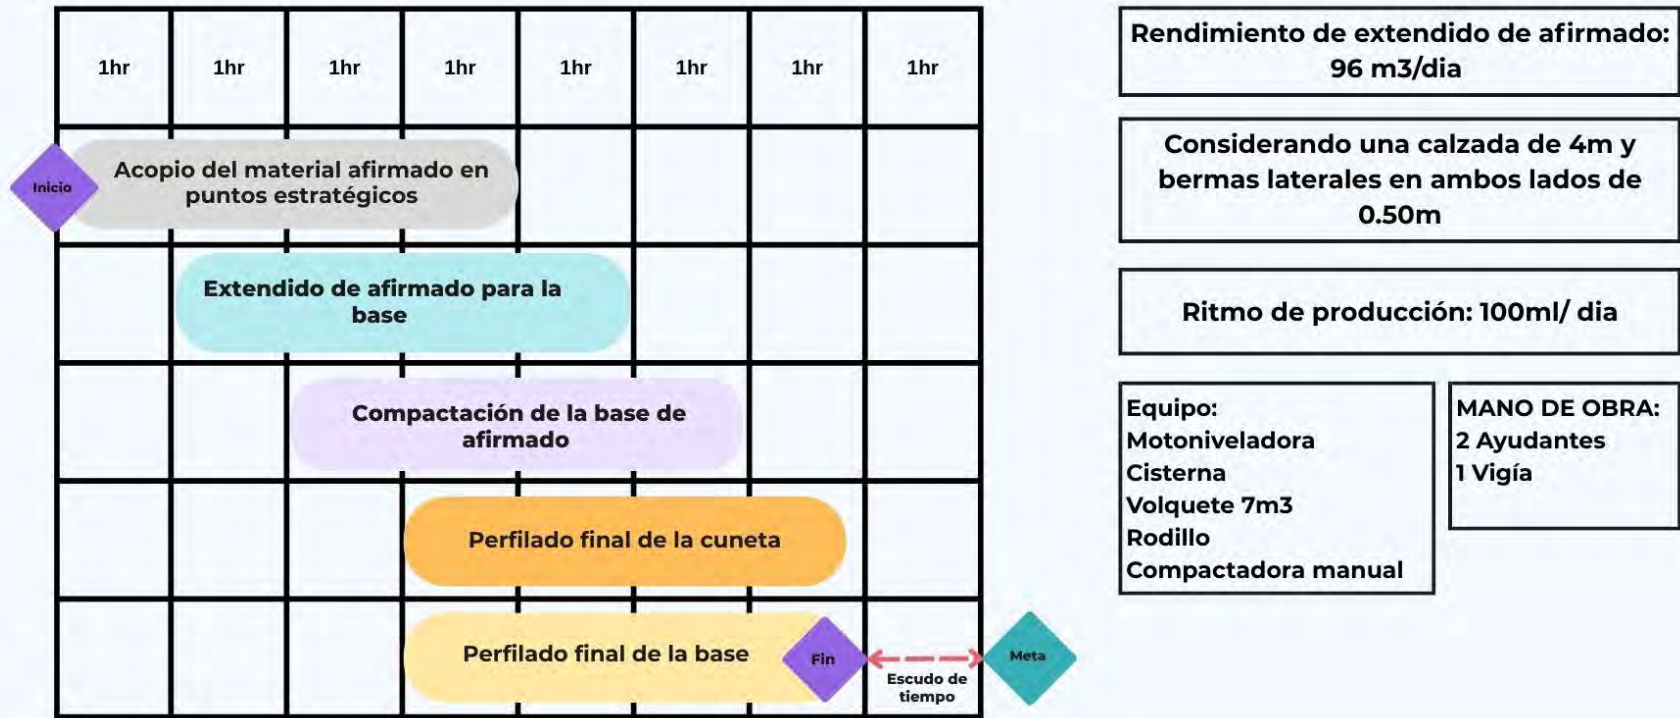 1hr 1hr 1hr 1hr 1hr 1hr 1hr 1hr
Inicio
Acopio del material afirmado en
puntos estratégicos
Extendido de afirmado para la
base
Compactación de la base de
afirmado
Perfilado final de la cuneta
Perfilado final de la base
Fin
Escudo de
tiempo
Meta
Rendimiento de extendido de afirmado:
96 m3/dia
Considerando una calzada de 4m y
bermas laterales en ambos lados de
0.50m
Ritmo de producción: 100ml/ dia
Equipo:
Motoniveladora
Cisterna
Volquete 7m3
Rodillo
Compactadora manual
MANO DE OBRA:
2 Ayudantes
1 Vigía